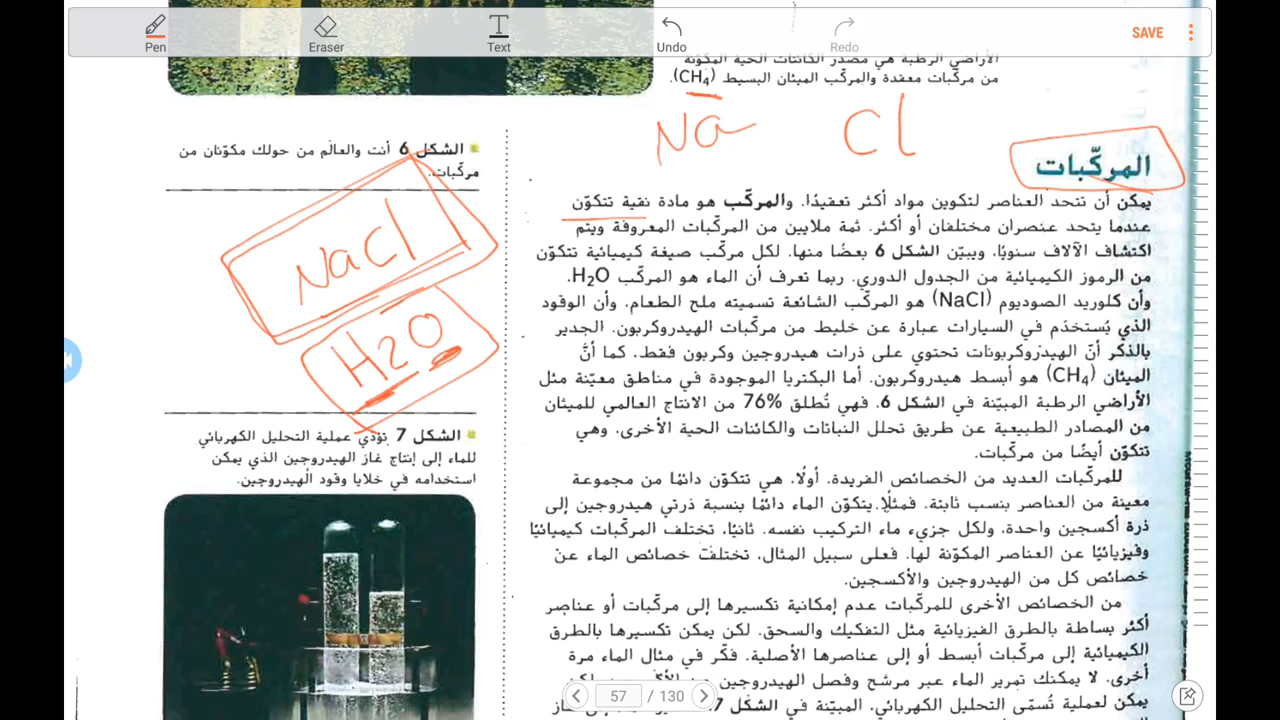 Pen
Eraser
Text
Undo
Redo
SAVE
الأراضي الرطبة هي مصدر الكائنات الحية المكوّنة
من مركّبات معقدة والمركّب الميثان البسيط (CH₄).
Na Cl
المركّبات
يمكن أن تتحد العناصر لتكوين مواد أكثر تعقيدًا. والمركّب هو مادة نقية تتكوّن
عندما يتحد عنصران مختلفان أو أكثر. ثمة ملايين من المركّبات المعروفة ويتم
اكتشاف الآلاف سنويًا، ويبيّن الشكل 6 بعضًا منها. لكل مركّب صيغة كيميائية تتكوّن
من الرموز الكيميائية من الجدول الدوري. ربما تعرف أن الماء هو المركّب H₂O.
وأن كلوريد الصوديوم (NaCl) هو المركّب الشائعة تسميته ملح الطعام، وأن الوقود
الذي يُستخدَم في السيارات عبارة عن خليط من مركّبات الهيدروكربون. الجدير
بالذكر أنّ الهيدروكربونات تحتوي على ذرات هيدروجين وكربون فقط. كما أنّ
الميثان (CH₄) هو أبسط هيدروكربون. أما البكتريا الموجودة في مناطق معيّنة مثل
الأراضي الرطبة المبيّنة في الشكل 6، فهي تُطلق 76% من الانتاج العالمي للميثان
من المصادر الطبيعية عن طريق تحلل النباتات والكائنات الحية الأخرى، وهي
تتكوّن أيضًا من مركّبات.
للمركّبات العديد من الخصائص الفريدة. أولًا، هي تتكوّن دائمًا من مجموعة
معينة من العناصر بنسب ثابتة. فمثلًا، يتكوّن الماء دائمًا بنسبة ذرتي هيدروجين إلى
ذرة أكسجين واحدة، ولكل جزيء ماء التركيب نفسه. ثانيًا، تختلف المركّبات كيميائيًا
وفيزيائيًا عن العناصر المكوّنة لها. فعلى سبيل المثال، تختلف خصائص الماء عن
خصائص كل من الهيدروجين والأكسجين.
من الخصائص الأخرى للمركّبات عدم إمكانية تكسيرها إلى مركّبات أو عناصر
أكثر بساطة بالطرق الفيزيائية مثل التفكيك والسحق. لكن يمكن تكسيرها بالطرق
الكيميائية إلى مركّبات أبسط أو إلى عناصرها الأصلية. فكّر في مثال الماء مرة
أخرى. لا يمكنك تمرير الماء عبر مرشح وفصل الهيدروجين
يمكن لعملية تُسمّى التحليل الكهربائي، المبيّنة في الشكل 7
الشكل 6 أنت والعالَم من حولك مكوّنان من
مركّبات.
NaCl
H2O
الشكل 7 تؤدي عملية التحليل الكهربائي
للماء إلى إنتاج غاز الهيدروجين الذي يمكن
استخدامه في خلايا وقود الهيدروجين.
57 / 130